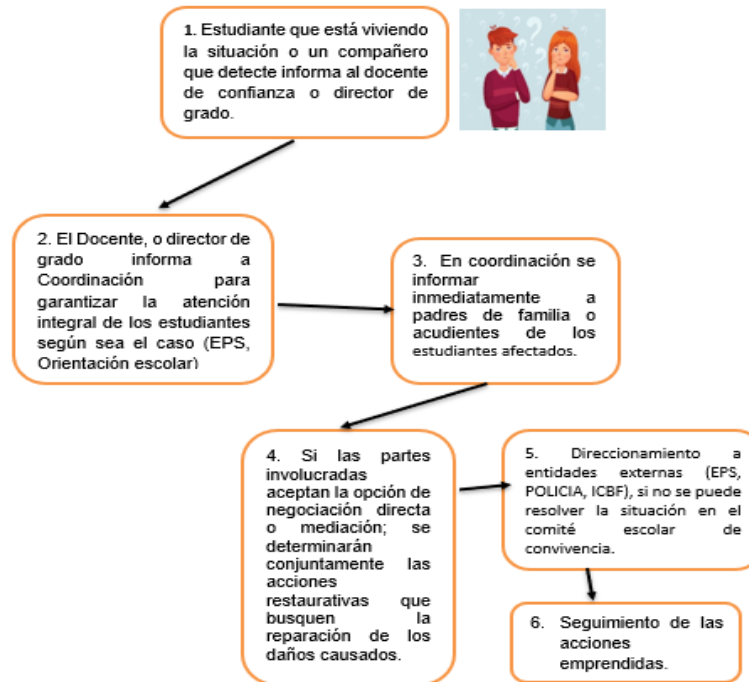 1. Estudiante que está viviendo
la situación o un compañero
que detecte informa al docente
de confianza o director de
grado.
2. El Docente, o director de
grado informa a
Coordinación para
garantizar la atención
integral de los estudiantes
según sea el caso (EPS,
Orientación escolar)
3. En coordinación se
informar
inmediatamente a
padres de familia o
acudientes de los
estudiantes afectados.
4. Si las partes
involucradas
aceptan la opción de
negociación directa
o mediación; se
determinarán
conjuntamente las
acciones
restaurativas que
busquen la
reparación de los
daños causados.
5. Direccionamiento a
entidades externas (EPS,
POLICIA, ICBF), si no se puede
resolver la situación en el
comité escolar de
convivencia.
6. Seguimiento de las
acciones
emprendidas.